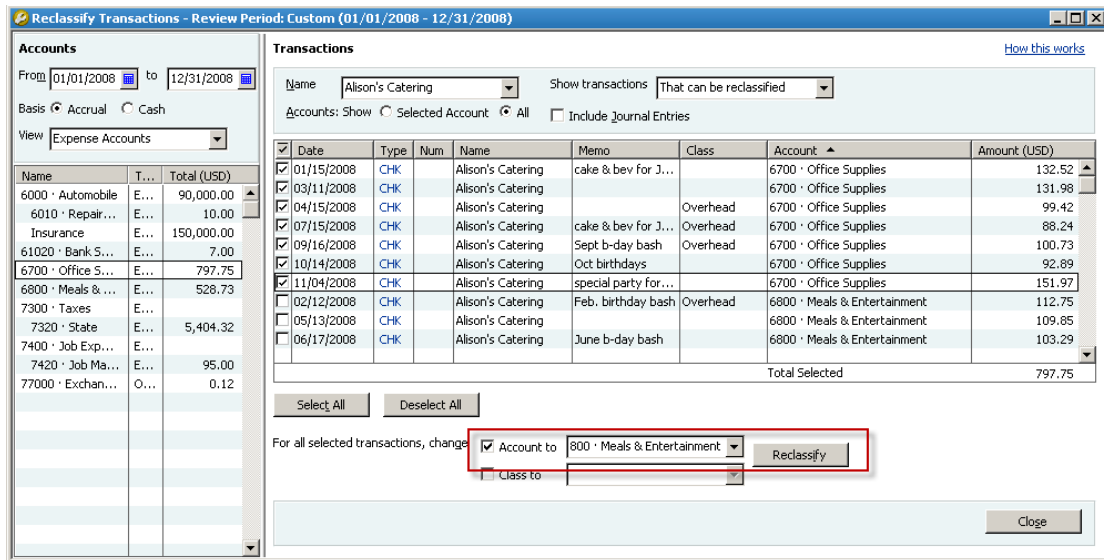 Reclassify Transactions - Review Period: Custom (01/01/2008 - 12/31/2008)
Accounts
From 01/01/2008 to 12/31/2008
Basis Accrual Cash
View Expense Accounts
Name T... Total (USD)
6000 · Automobile E... 90,000.00
6010 · Repair... E... 10.00
Insurance E... 150,000.00
61020 · Bank S... E... 7.00
6700 · Office S... E... 797.75
6800 · Meals & ... E... 528.73
7300 · Taxes E...
7320 · State E... 5,404.32
7400 · Job Exp... E...
7420 · Job Ma... E... 95.00
77000 · Exchan... O... 0.12
Transactions How this works
Name Alison's Catering Show transactions That can be reclassified
Accounts: Show Selected Account All Include Journal Entries
Date Type Num Name Memo Class Account Amount (USD)
01/15/2008 CHK Alison's Catering cake & bev for J... 6700 · Office Supplies 132.52
03/11/2008 CHK Alison's Catering 6700 · Office Supplies 131.98
04/15/2008 CHK Alison's Catering Overhead 6700 · Office Supplies 99.42
07/15/2008 CHK Alison's Catering cake & bev for J... Overhead 6700 · Office Supplies 88.24
09/16/2008 CHK Alison's Catering Sept b-day bash Overhead 6700 · Office Supplies 100.73
10/14/2008 CHK Alison's Catering Oct birthdays 6700 · Office Supplies 92.89
11/04/2008 CHK Alison's Catering special party for... 6700 · Office Supplies 151.97
02/12/2008 CHK Alison's Catering Feb. birthday bash Overhead 6800 · Meals & Entertainment 112.75
05/13/2008 CHK Alison's Catering 6800 · Meals & Entertainment 109.85
06/17/2008 CHK Alison's Catering June b-day bash 6800 · Meals & Entertainment 103.29
Total Selected 797.75
Select All Deselect All
For all selected transactions, change Account to 800 · Meals & Entertainment Reclassify
Class to
Close